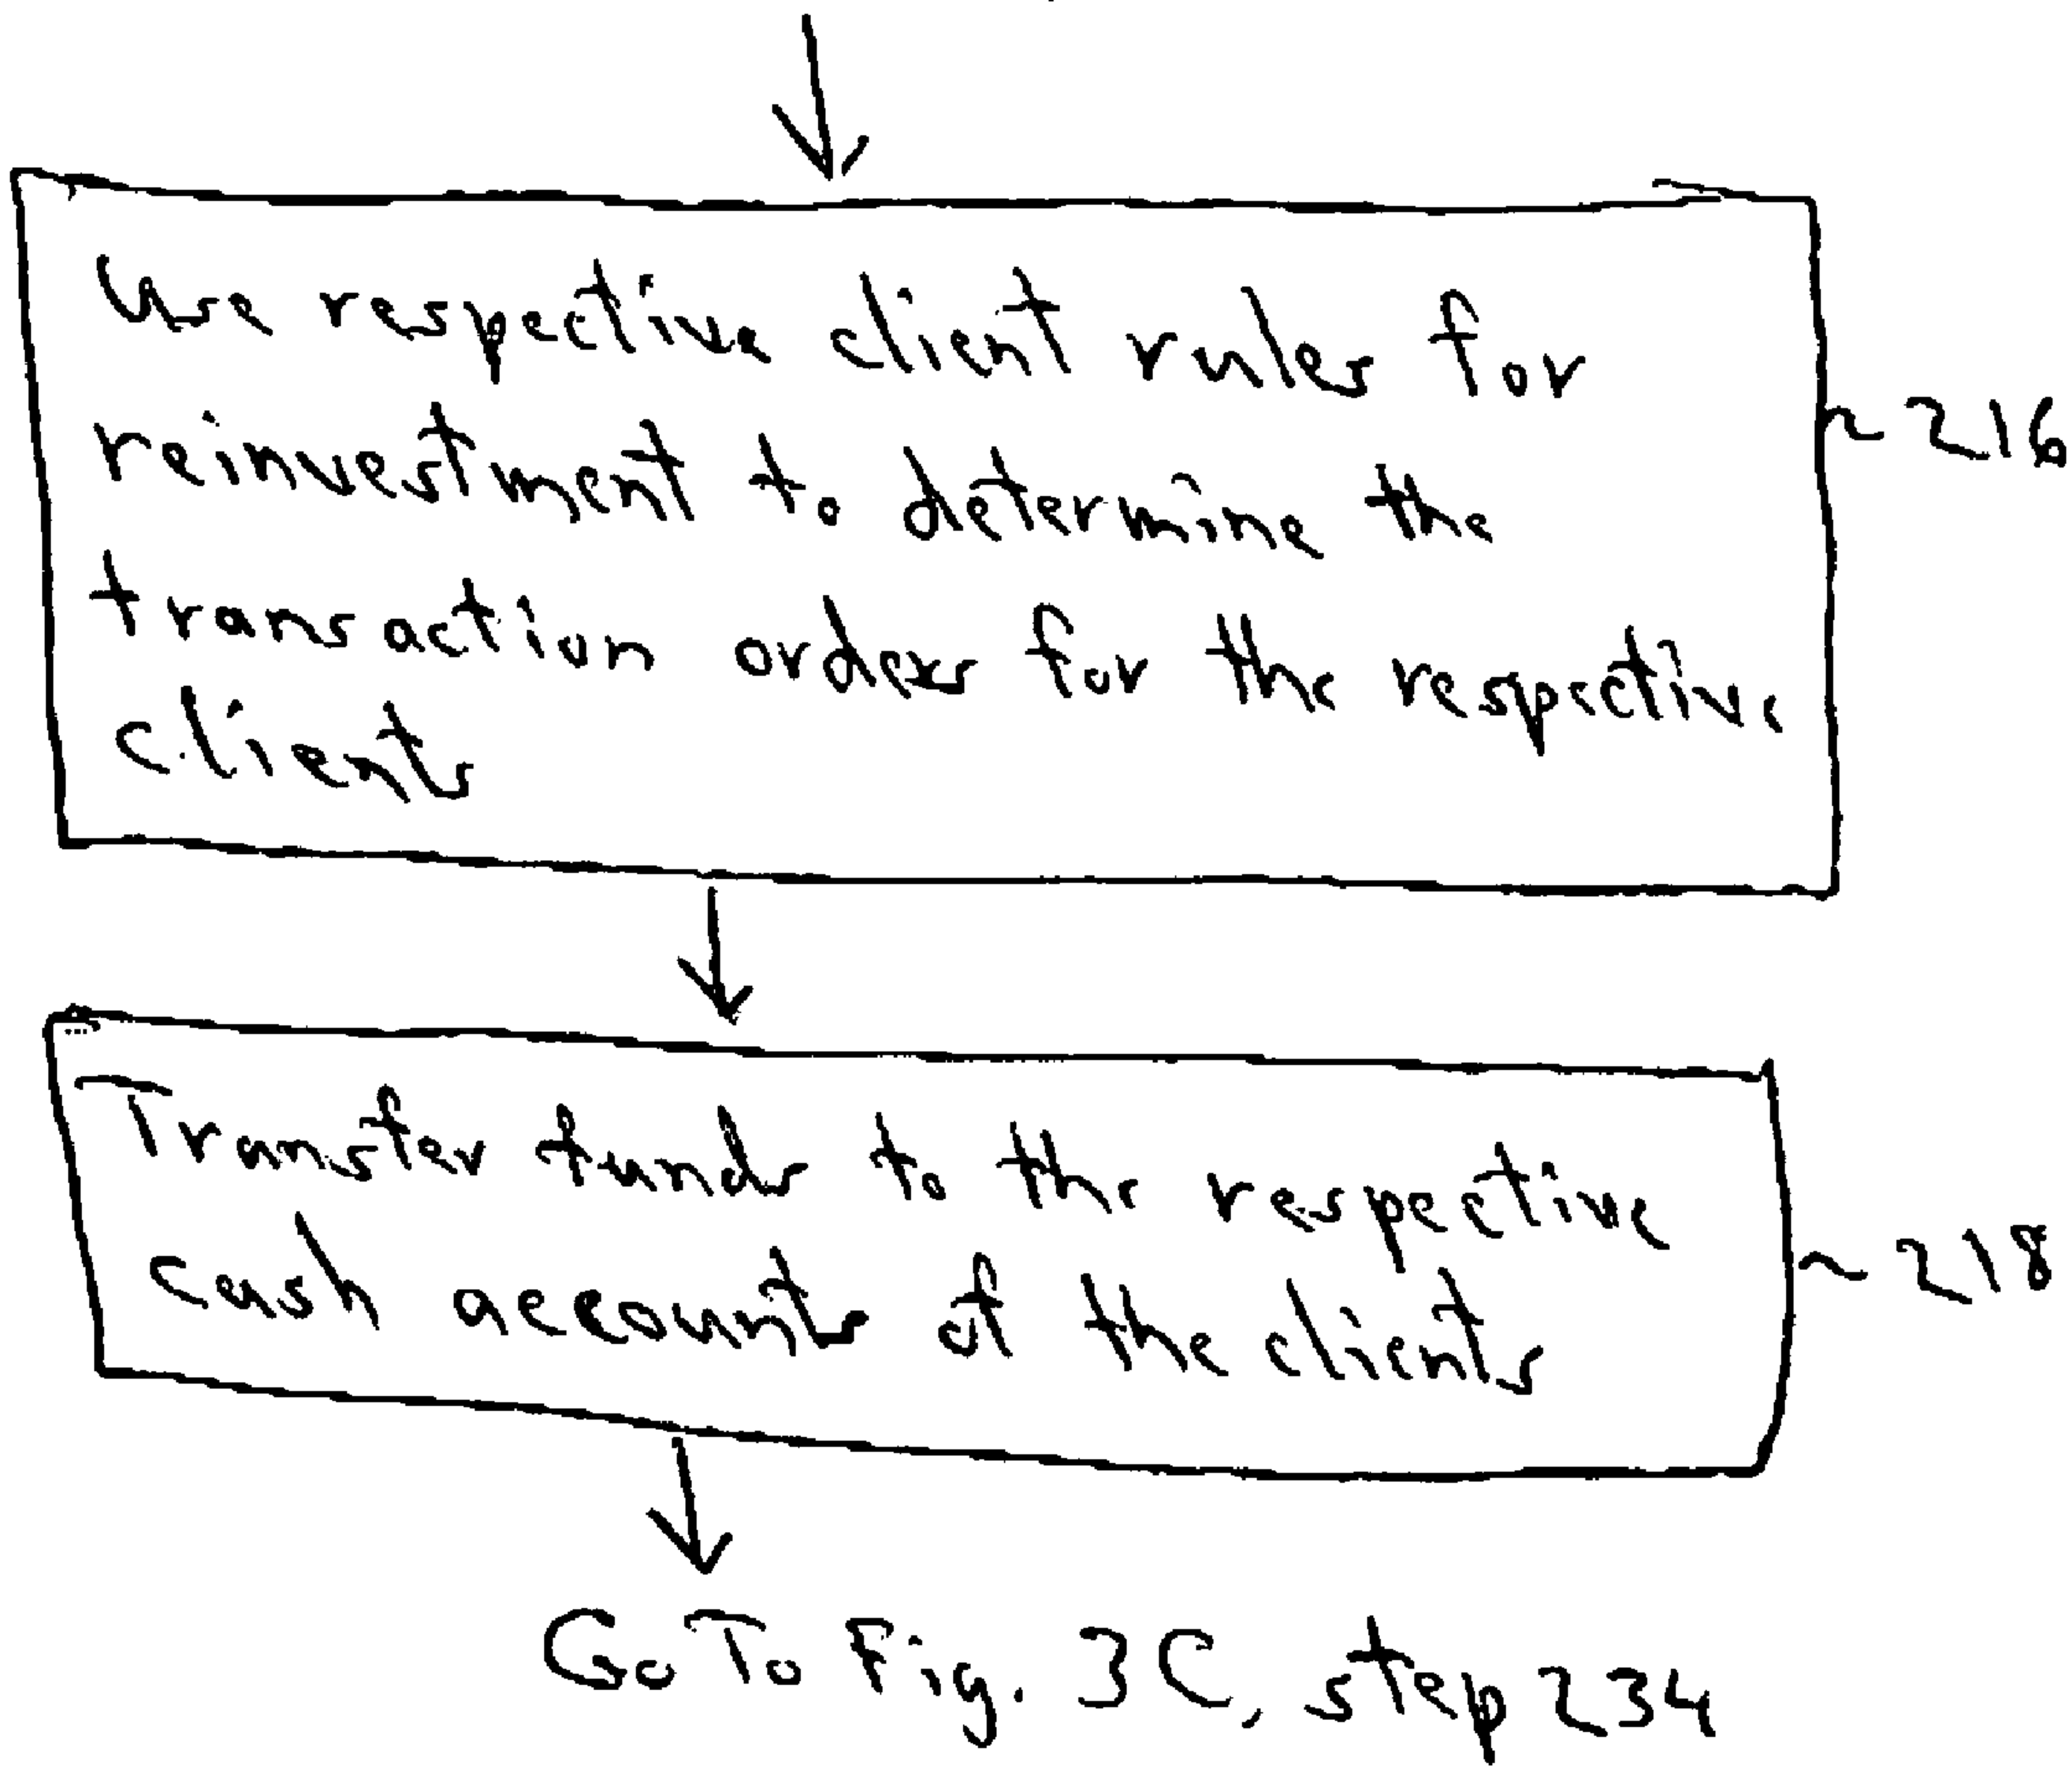 Use respective client rules for
reinvestment to determine the
transaction orders for the respective
clients
~ 216
Transfer funds to the respective
cash accounts of the clients
~ 218
Go To Fig. 3C, step 234